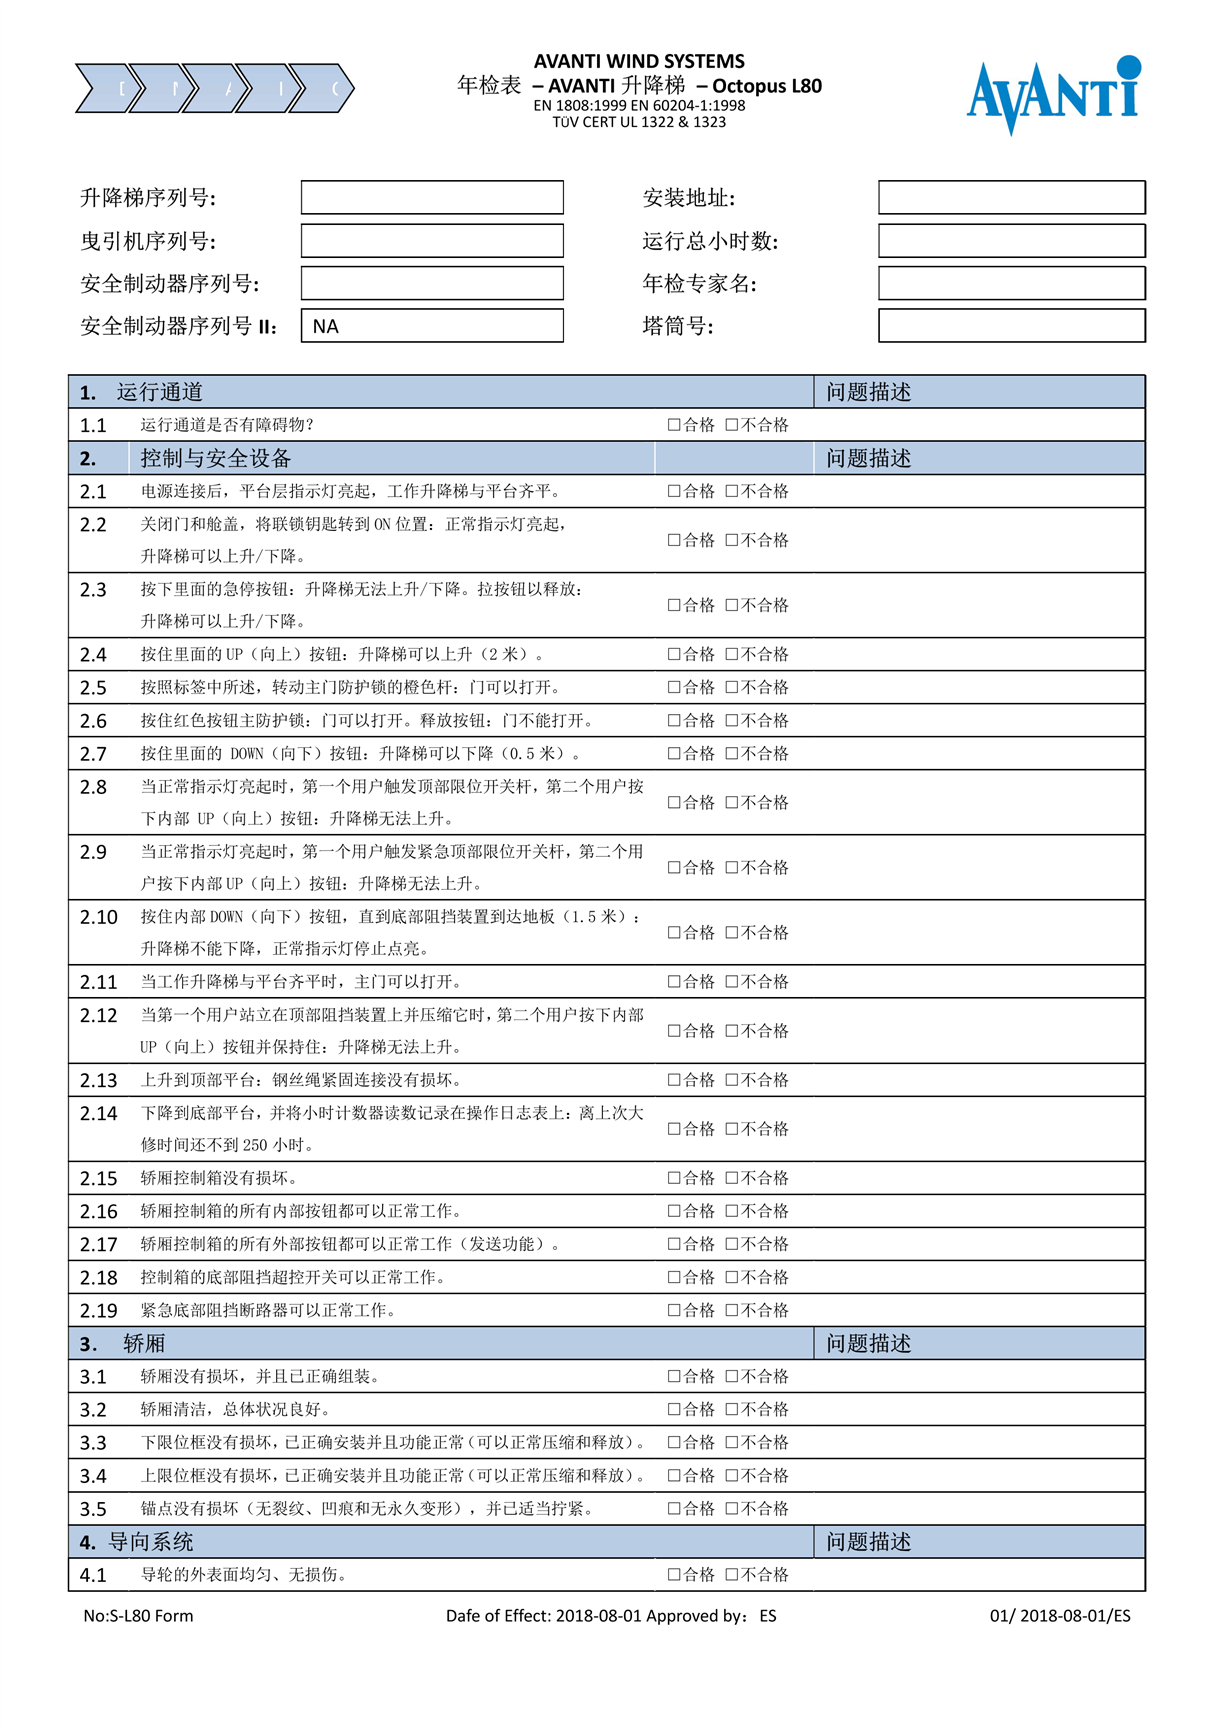 D M A I C
AVANTI WIND SYSTEMS
年检表 – AVANTI 升降梯 – Octopus L80
EN 1808:1999 EN 60204-1:1998
TÜV CERT UL 1322 & 1323
AVANTI
升降梯序列号:
安装地址:
曳引机序列号:
运行总小时数:
安全制动器序列号:
年检专家名:
安全制动器序列号 II： NA
塔筒号:
1. 运行通道 问题描述
1.1 运行通道是否有障碍物？ □合格 □不合格
2. 控制与安全设备 问题描述
2.1 电源连接后，平台层指示灯亮起，工作升降梯与平台齐平。 □合格 □不合格
2.2 关闭门和舱盖，将联锁钥匙转到 ON 位置：正常指示灯亮起，
升降梯可以上升/下降。 □合格 □不合格
2.3 按下里面的急停按钮：升降梯无法上升/下降。拉按钮以释放：
升降梯可以上升/下降。 □合格 □不合格
2.4 按住里面的 UP（向上）按钮：升降梯可以上升（2 米）。 □合格 □不合格
2.5 按照标签中所述，转动主门防护锁的橙色杆：门可以打开。 □合格 □不合格
2.6 按住红色按钮主防护锁：门可以打开。释放按钮：门不能打开。 □合格 □不合格
2.7 按住里面的 DOWN（向下）按钮：升降梯可以下降（0.5 米）。 □合格 □不合格
2.8 当正常指示灯亮起时，第一个用户触发顶部限位开关杆，第二个用户按
下内部 UP（向上）按钮：升降梯无法上升。 □合格 □不合格
2.9 当正常指示灯亮起时，第一个用户触发紧急顶部限位开关杆，第二个用
户按下内部 UP（向上）按钮：升降梯无法上升。 □合格 □不合格
2.10 按住内部 DOWN（向下）按钮，直到底部阻挡装置到达地板（1.5 米）：
升降梯不能下降，正常指示灯停止点亮。 □合格 □不合格
2.11 当工作升降梯与平台齐平时，主门可以打开。 □合格 □不合格
2.12 当第一个用户站立在顶部阻挡装置上并压缩它时，第二个用户按下内部
UP（向上）按钮并保持住：升降梯无法上升。 □合格 □不合格
2.13 上升到顶部平台：钢丝绳紧固连接没有损坏。 □合格 □不合格
2.14 下降到底部平台，并将小时计数器读数记录在操作日志表上：离上次大
修时间还不到 250 小时。 □合格 □不合格
2.15 轿厢控制箱没有损坏。 □合格 □不合格
2.16 轿厢控制箱的所有内部按钮都可以正常工作。 □合格 □不合格
2.17 轿厢控制箱的所有外部按钮都可以正常工作（发送功能）。 □合格 □不合格
2.18 控制箱的底部阻挡超控开关可以正常工作。 □合格 □不合格
2.19 紧急底部阻挡断路器可以正常工作。 □合格 □不合格
3. 轿厢 问题描述
3.1 轿厢没有损坏，并且已正确组装。 □合格 □不合格
3.2 轿厢清洁，总体状况良好。 □合格 □不合格
3.3 下限位框没有损坏，已正确安装并且功能正常（可以正常压缩和释放）。 □合格 □不合格
3.4 上限位框没有损坏，已正确安装并且功能正常（可以正常压缩和释放）。 □合格 □不合格
3.5 锚点没有损坏（无裂纹、凹痕和无永久变形），并已适当拧紧。 □合格 □不合格
4. 导向系统 问题描述
4.1 导轮的外表面均匀、无损伤。 □合格 □不合格
No:S-L80 Form
Dafe of Effect: 2018-08-01 Approved by： ES
01/ 2018-08-01/ES